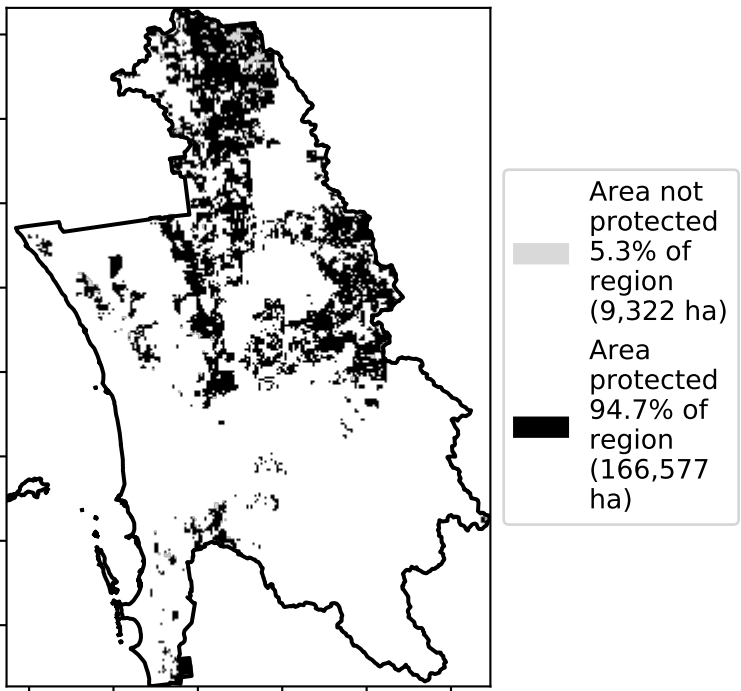 Area not
protected
5.3% of
region
(9,322 ha)
Area
protected
94.7% of
region
(166,577
ha)